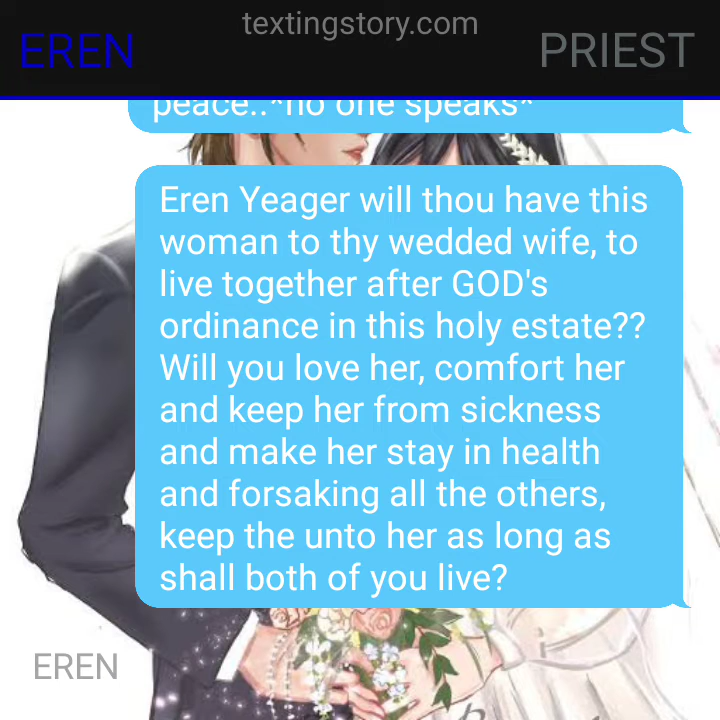 textingstory.com
EREN
PRIEST
peace..*no one speaks*
Eren Yeager will thou have this
woman to thy wedded wife, to
live together after GOD's
ordinance in this holy estate??
Will you love her, comfort her
and keep her from sickness
and make her stay in health
and forsaking all the others,
keep the unto her as long as
shall both of you live?
EREN